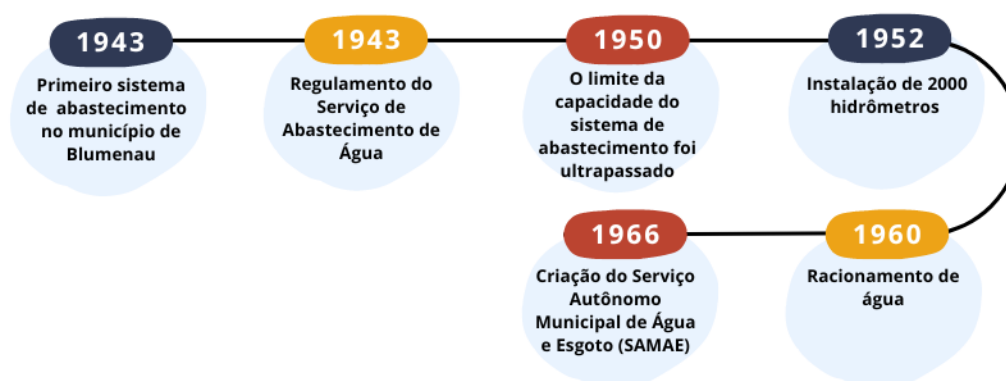 1943
Primeiro sistema
de abastecimento
no município de
Blumenau
1943
Regulamento do
Serviço de
Abastecimento de
Água
1950
O limite da
capacidade do
sistema de
abastecimento foi
ultrapassado
1952
Instalação de 2000
hidrômetros
1960
Racionamento de
água
1966
Criação do Serviço
Autônomo
Municipal de Água
e Esgoto (SAMAE)